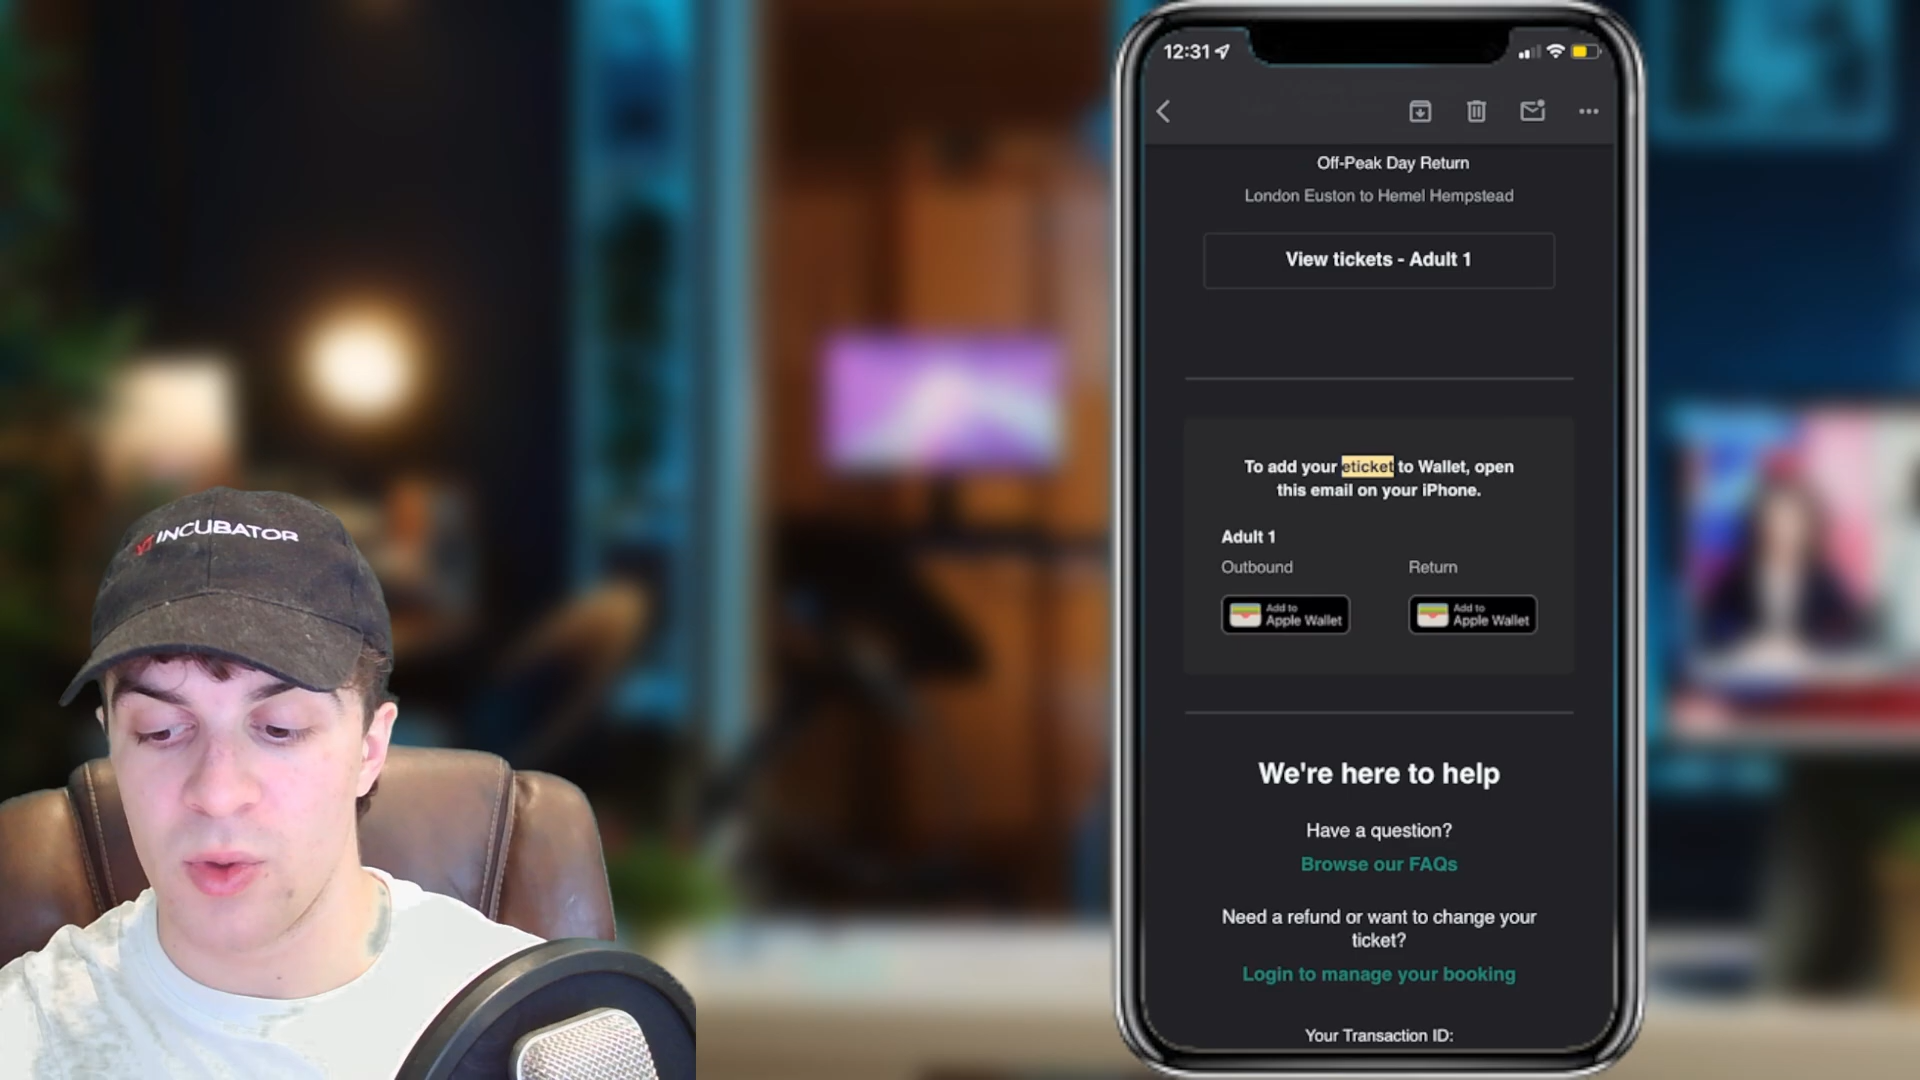 12:31
Off-Peak Day Return
London Euston to Hemel Hempstead
View tickets - Adult 1
To add your eticket to Wallet, open
this email on your iPhone.
Adult 1
Outbound
Return
Add to
Apple Wallet
Add to
Apple Wallet
We're here to help
Have a question?
Browse our FAQs
Need a refund or want to change your
ticket?
Login to manage your booking
Your Transaction ID:
INCUBATOR